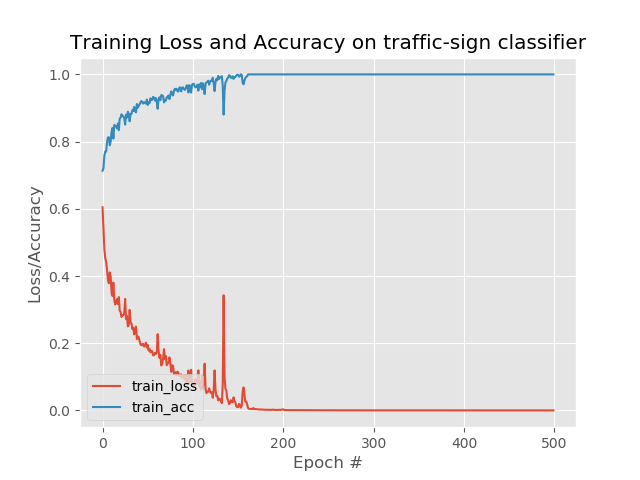 Training Loss and Accuracy on traffic-sign classifier
1.0
0.8
0.6
0.4
0.2
0.0
Loss/Accuracy
train_loss
train_acc
0 100 200 300 400 500
Epoch #